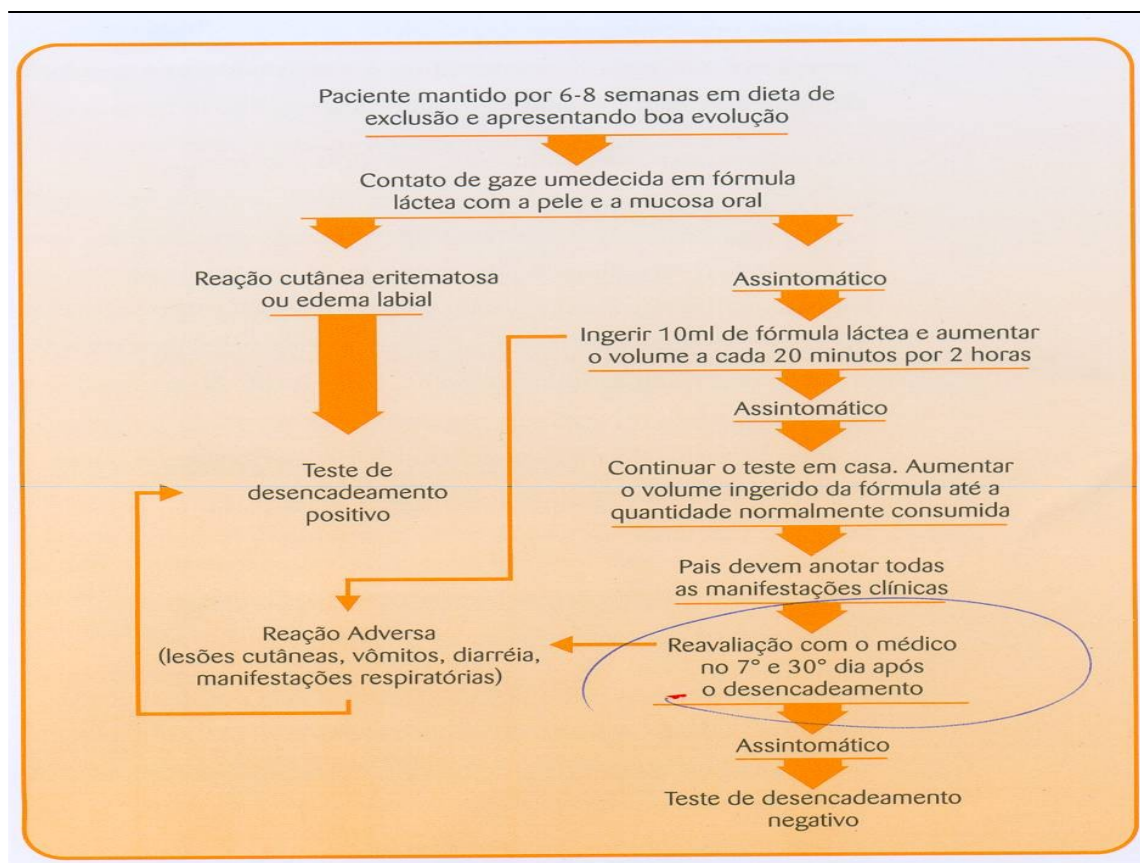 Paciente mantido por 6-8 semanas em dieta de
exclusão e apresentando boa evolução
Contato de gaze umedecida em fórmula
láctea com a pele e a mucosa oral
Reação cutânea eritematosa
ou edema labial
Assintomático
Ingerir 10ml de fórmula láctea e aumentar
o volume a cada 20 minutos por 2 horas
Assintomático
Teste de
desencadeamento
positivo
Continuar o teste em casa. Aumentar
o volume ingerido da fórmula até a
quantidade normalmente consumida
Pais devem anotar todas
as manifestações clínicas
Reação Adversa
(lesões cutâneas, vômitos, diarréia,
manifestações respiratórias)
Reavaliação com o médico
no 7° e 30° dia após
o desencadeamento
Assintomático
Teste de desencadeamento
negativo